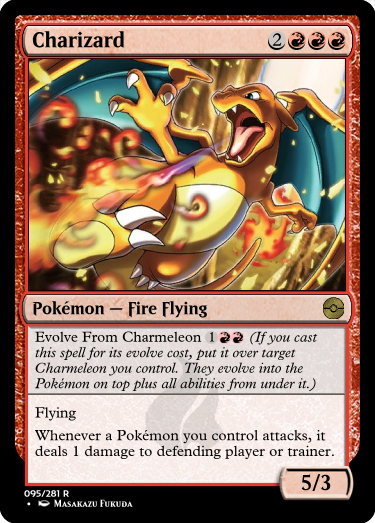 Charizard 2
Pokémon — Fire Flying
Evolve From Charmeleon 1 (If you cast
this spell for its evolve cost, put it over target
Charmeleon you control. They evolve into the
Pokémon on top plus all abilities from under it.)
Flying
Whenever a Pokémon you control attacks, it
deals 1 damage to defending player or trainer.
5/3
095/281 R
• Masakazu Fukuda